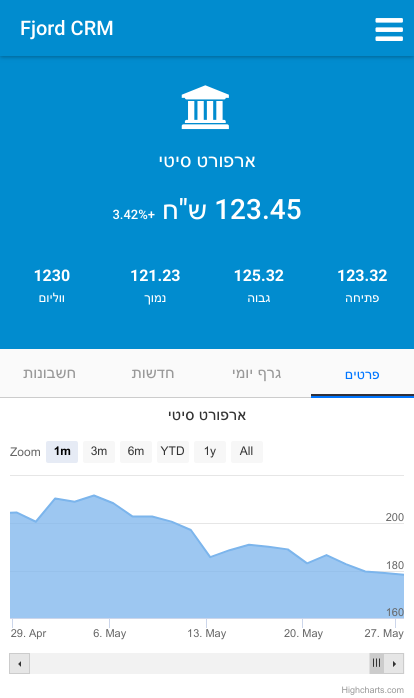 Fjord CRM
ארפורט סיטי
123.45 ש"ח +3.42%
123.32 125.32 121.23 1230
פתיחה גבוה נמוך ווליום
פרטים גרף יומי חדשות חשבונות
ארפורט סיטי
Zoom 1m 3m 6m YTD 1y All
200
180
160
29. Apr 6. May 13. May 20. May 27. May
Highcharts.com